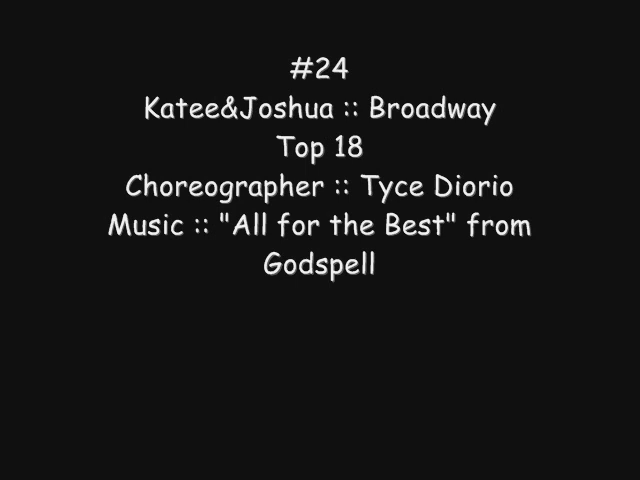 #24
Katee&Joshua :: Broadway
Top 18
Choreographer :: Tyce Diorio
Music :: "All for the Best" from
Godspell